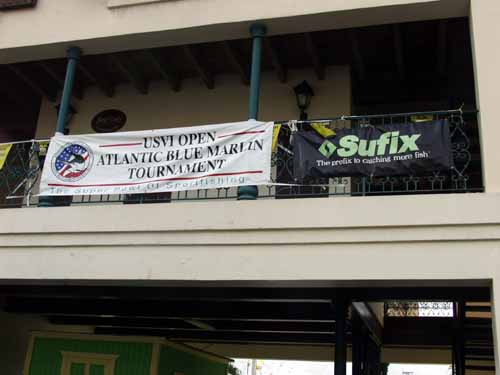 USVI OPEN
ATLANTIC BLUE MARLIN
TOURNAMENT
The Super Bowl Of Sportfishing
Sufix
The prefix to catching more fish!